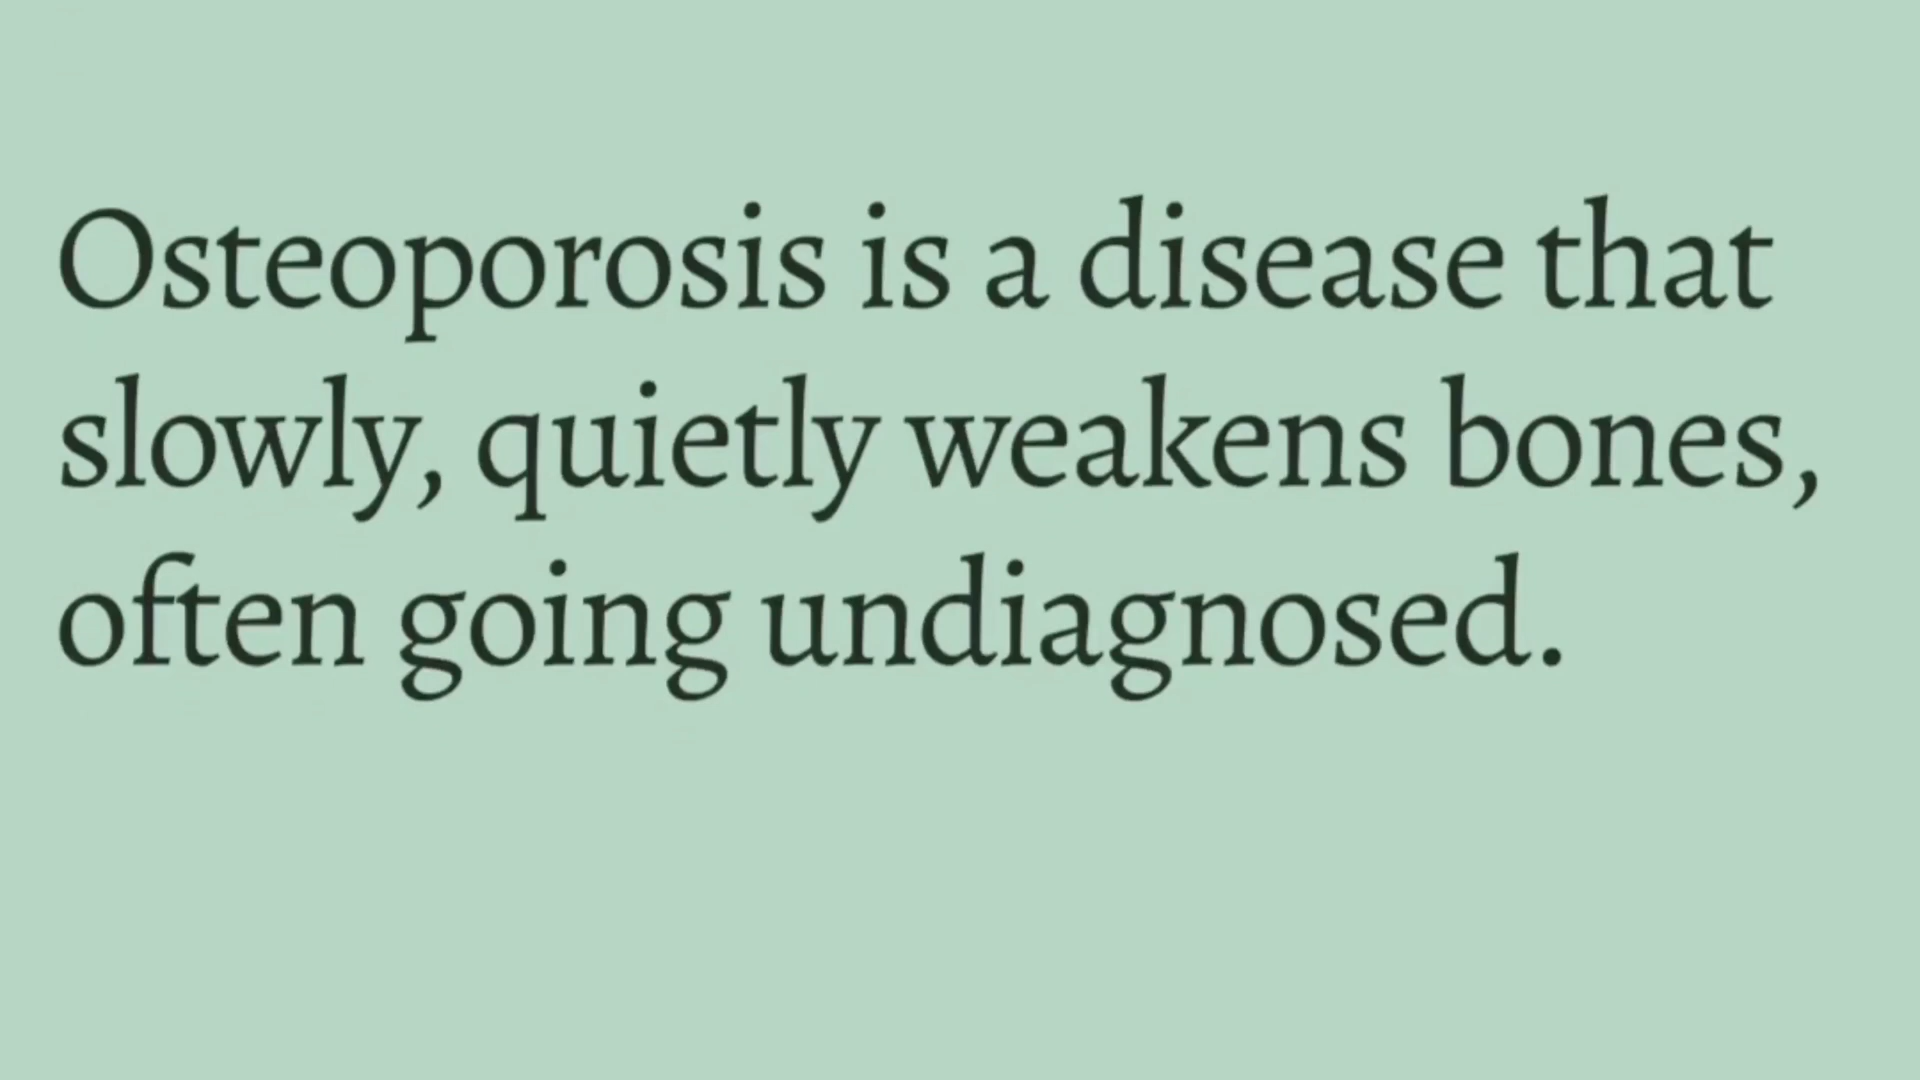 Osteoporosis is a disease that
slowly, quietly weakens bones,
often going undiagnosed.